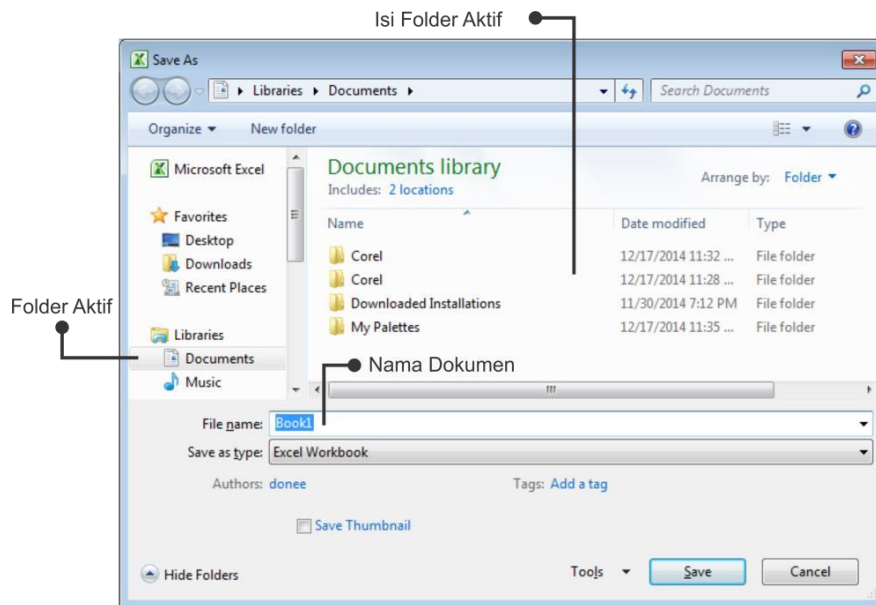 Isi Folder Aktif
Save As
Libraries Documents
Search Documents
Organize New folder
Microsoft Excel
Favorites
Desktop
Downloads
Recent Places
Libraries
Documents
Music
Documents library
Includes: 2 locations
Arrange by: Folder
Name Date modified Type
Corel 12/17/2014 11:32 ... File folder
Corel 12/17/2014 11:28 ... File folder
Downloaded Installations 11/30/2014 7:12 PM File folder
My Palettes 12/17/2014 11:35 ... File folder
Folder Aktif
Nama Dokumen
File name: Book1
Save as type: Excel Workbook
Authors: donee Tags: Add a tag
Save Thumbnail
Hide Folders Tools Save Cancel